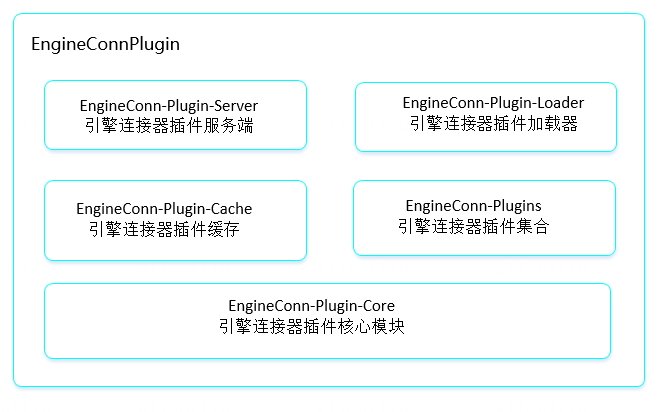 EngineConnPlugin
EngineConn-Plugin-Server
引擎连接器插件服务端
EngineConn-Plugin-Loader
引擎连接器插件加载器
EngineConn-Plugin-Cache
引擎连接器插件缓存
EngineConn-Plugins
引擎连接器插件集合
EngineConn-Plugin-Core
引擎连接器插件核心模块